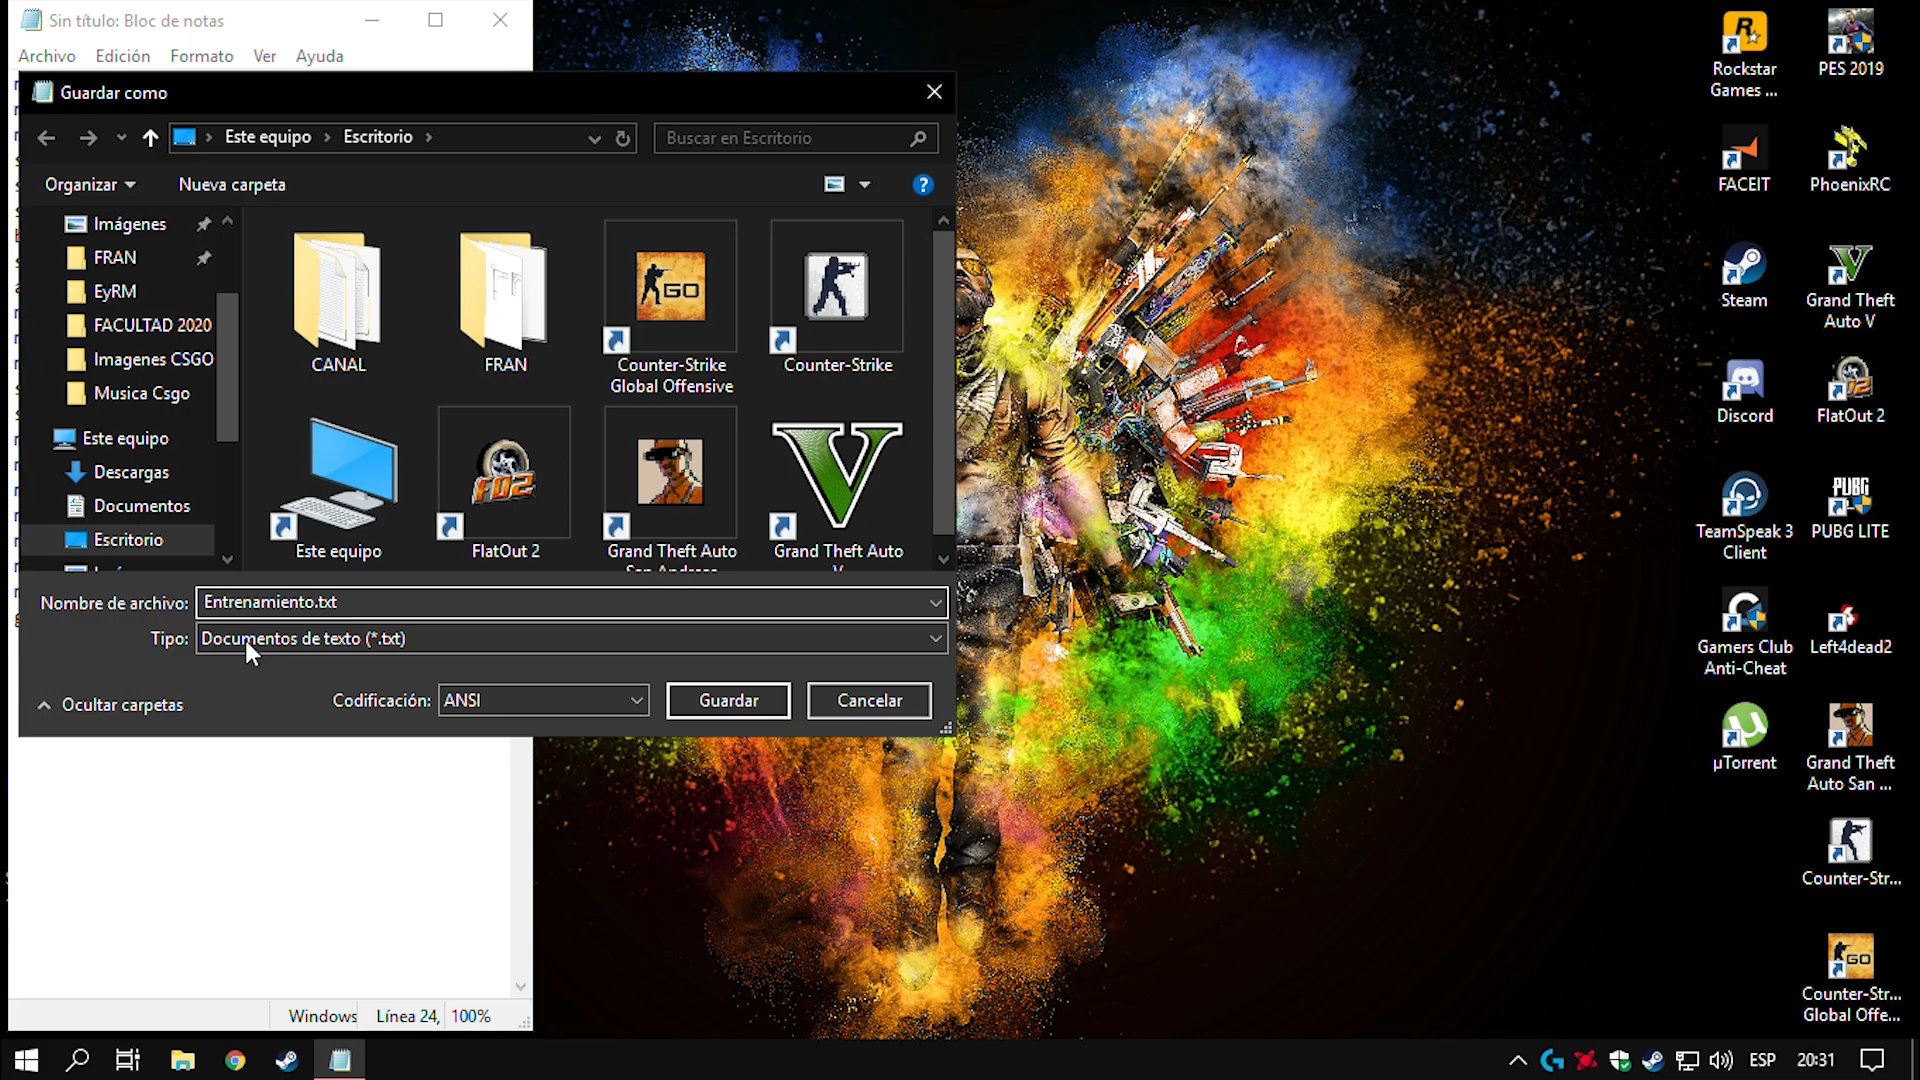 Sin título: Bloc de notas
Archivo Edición Formato Ver Ayuda
Guardar como
Este equipo
Escritorio
Buscar en Escritorio
Organizar
Nueva carpeta
Imágenes
FRAN
EyRM
FACULTAD 2020
Imagenes CSGO
Musica Csgo
Este equipo
Descargas
Documentos
Escritorio
CANAL
FRAN
GO
Counter-Strike
Global Offensive
Counter-Strike
Este equipo
FO2
FlatOut 2
Grand Theft Auto
San Andreas
Grand Theft Auto
V
Nombre de archivo: Entrenamiento.txt
Tipo: Documentos de texto (*.txt)
Ocultar carpetas
Codificación: ANSI
Guardar
Cancelar
Windows
Línea 24,
100%
Rockstar
Games ...
PES 2019
FACEIT
PhoenixRC
Steam
Grand Theft
Auto V
Discord
FlatOut 2
TeamSpeak 3
Client
PUBG
LITE
PUBG LITE
Gamers Club
Anti-Cheat
Left4dead2
µTorrent
Grand Theft
Auto San ...
Counter-Str...
GO
Counter-Str...
Global Offe...
ESP
20:31